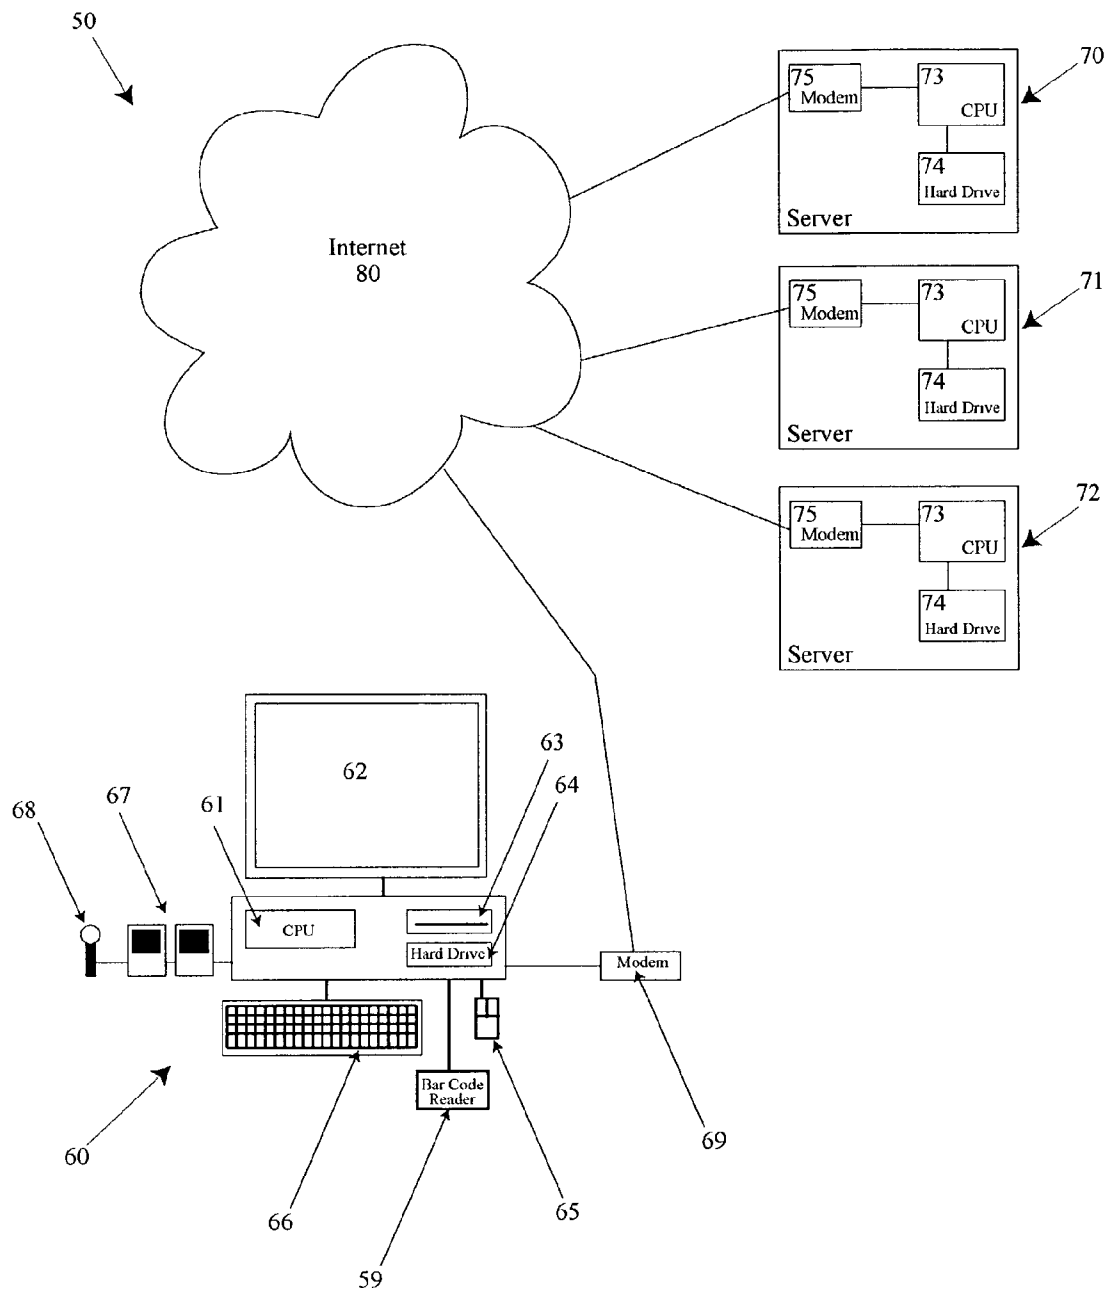 50
70
75
Modem
73
CPU
74
Hard Drive
Server
Internet
80
71
75
Modem
73
CPU
74
Hard Drive
Server
72
75
Modem
73
CPU
74
Hard Drive
Server
62
63
64
61
67
68
CPU
Hard Drive
Modem
Bar Code
Reader
60
66
59
65
69